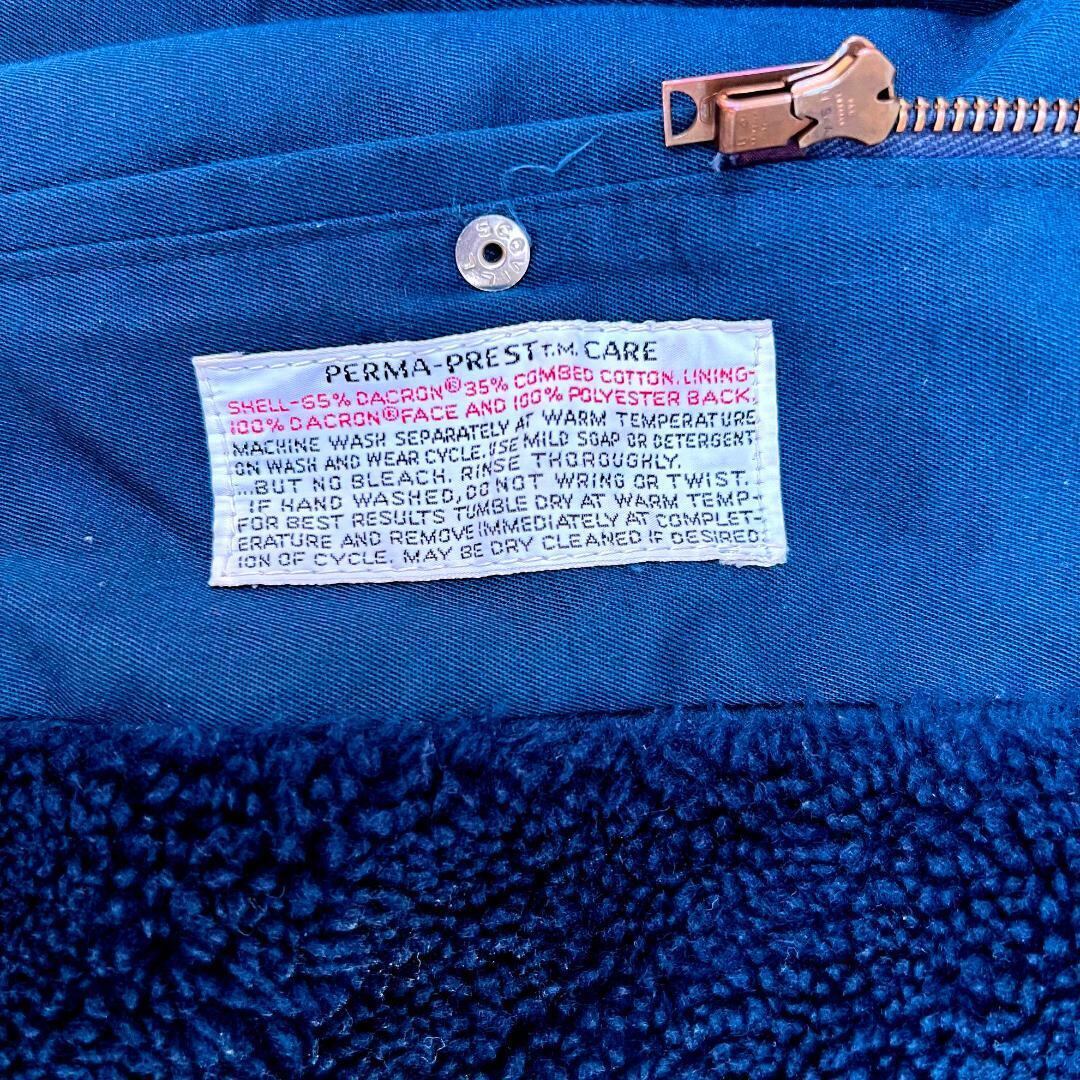 PERMA-PREST T.M. CARE
SHELL-65% DACRON® 35% COMBED COTTON. LINING-
100% DACRON® FACE AND 100% POLYESTER BACK.
MACHINE WASH SEPARATELY AT WARM TEMPERATURE
ON WASH AND WEAR CYCLE. USE MILD SOAP OR DETERGENT
...BUT NO BLEACH. RINSE THOROUGHLY.
IF HAND WASHED, DO NOT WRING OR TWIST.
FOR BEST RESULTS TUMBLE DRY AT WARM TEMP-
ERATURE AND REMOVE IMMEDIATELY AT COMPLET-
ION OF CYCLE. MAY BE DRY CLEANED IF DESIRED